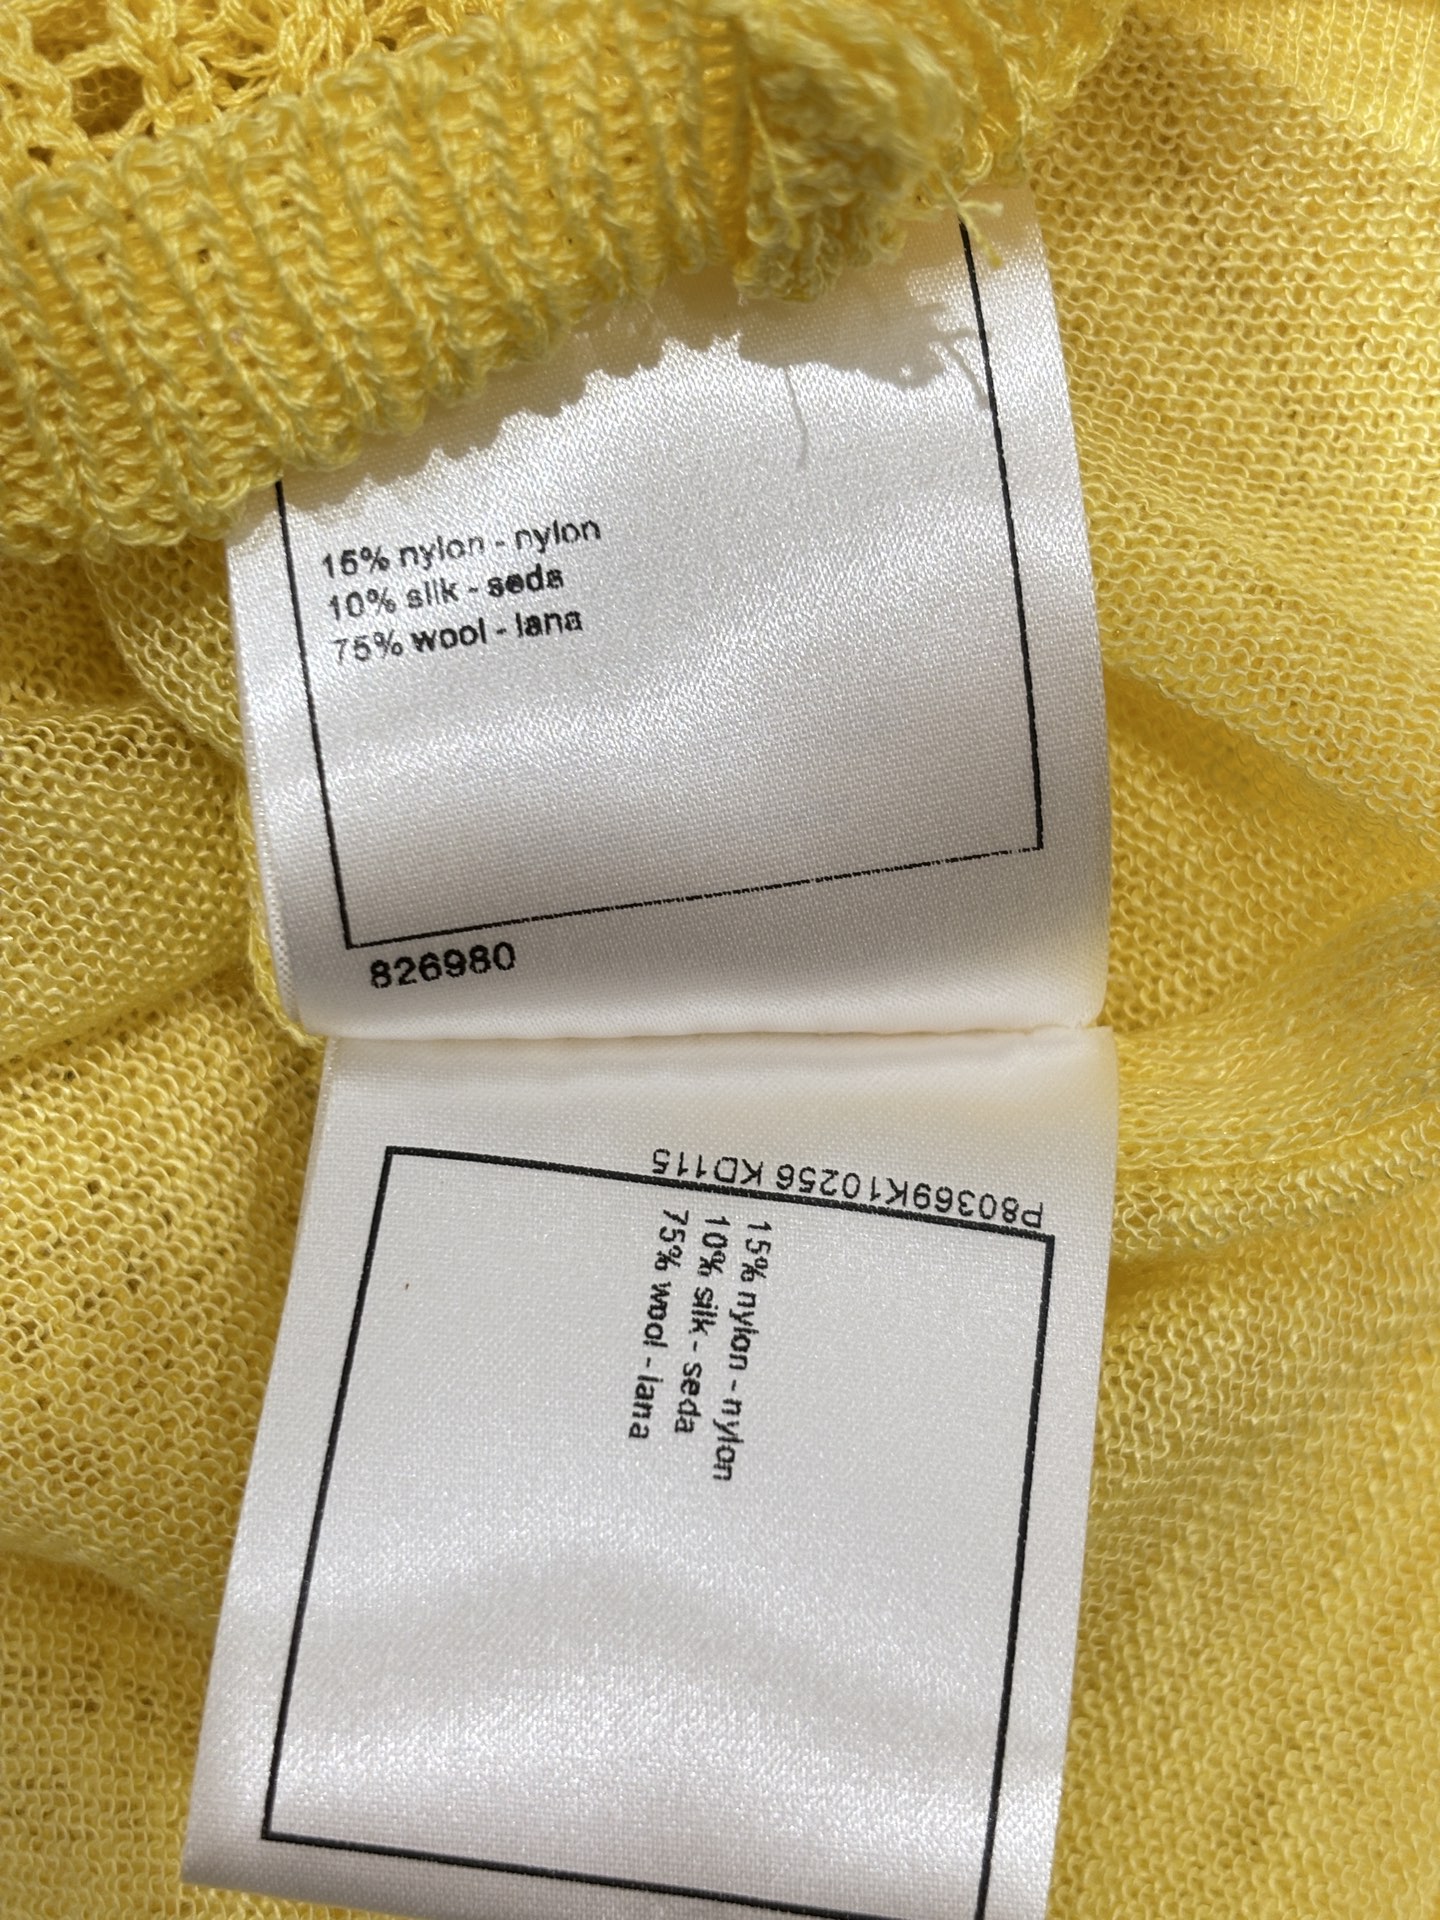 15% nylon - nylon
10% silk - seda
75% wool - lana
826980
P80369K10256 KD115
15% nylon - nylon
10% silk - seda
75% wool - lana